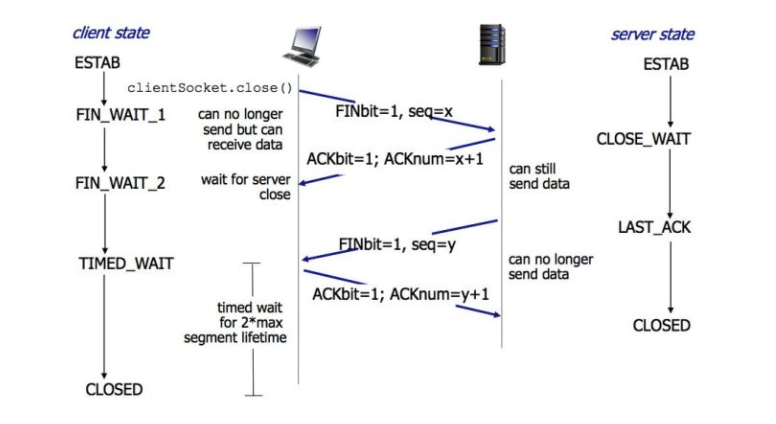 client state
server state
ESTAB
ESTAB
clientSocket.close()
FIN_WAIT_1
can no longer
send but can
receive data
FINbit=1, seq=x
CLOSE_WAIT
ACKbit=1; ACKnum=x+1
can still
send data
FIN_WAIT_2
wait for server
close
LAST_ACK
FINbit=1, seq=y
can no longer
send data
TIMED_WAIT
ACKbit=1; ACKnum=y+1
timed wait
for 2*max
segment lifetime
CLOSED
CLOSED